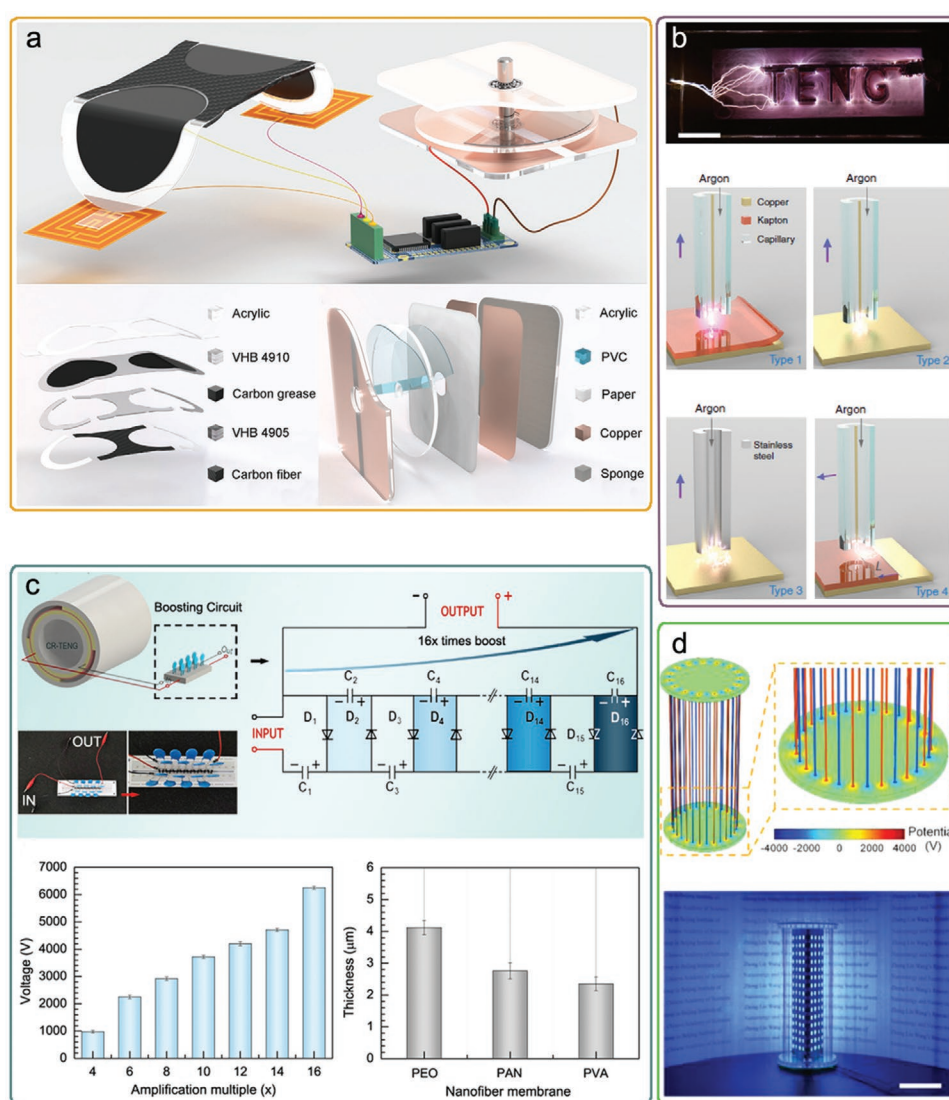 a
Acrylic
VHB 4910
Carbon grease
VHB 4905
Carbon fiber
Acrylic
PVC
Paper
Copper
Sponge
b
TENG
Argon
Argon
Copper
Kapton
Capillary
Type 1
Type 2
Argon
Argon
Stainless
steel
L
Type 3
Type 4
c
CR-TENG
Boosting Circuit
OUT
IN
- OUTPUT +
16x times boost
C2 C4 C14 C16
- + - + - + - +
D1 D2 D3 D4 D14 D15 D16
INPUT
- + - + - +
C1 C3 C15
7000
6000
5000
4000
3000
2000
1000
0
Voltage (V)
4 6 8 10 12 14 16
Amplification multiple (x)
6
5
4
3
2
1
0
Thickness (μm)
PEO PAN PVA
Nanofiber membrane
d
Potential
(V)
-4000 -2000 0 2000 4000